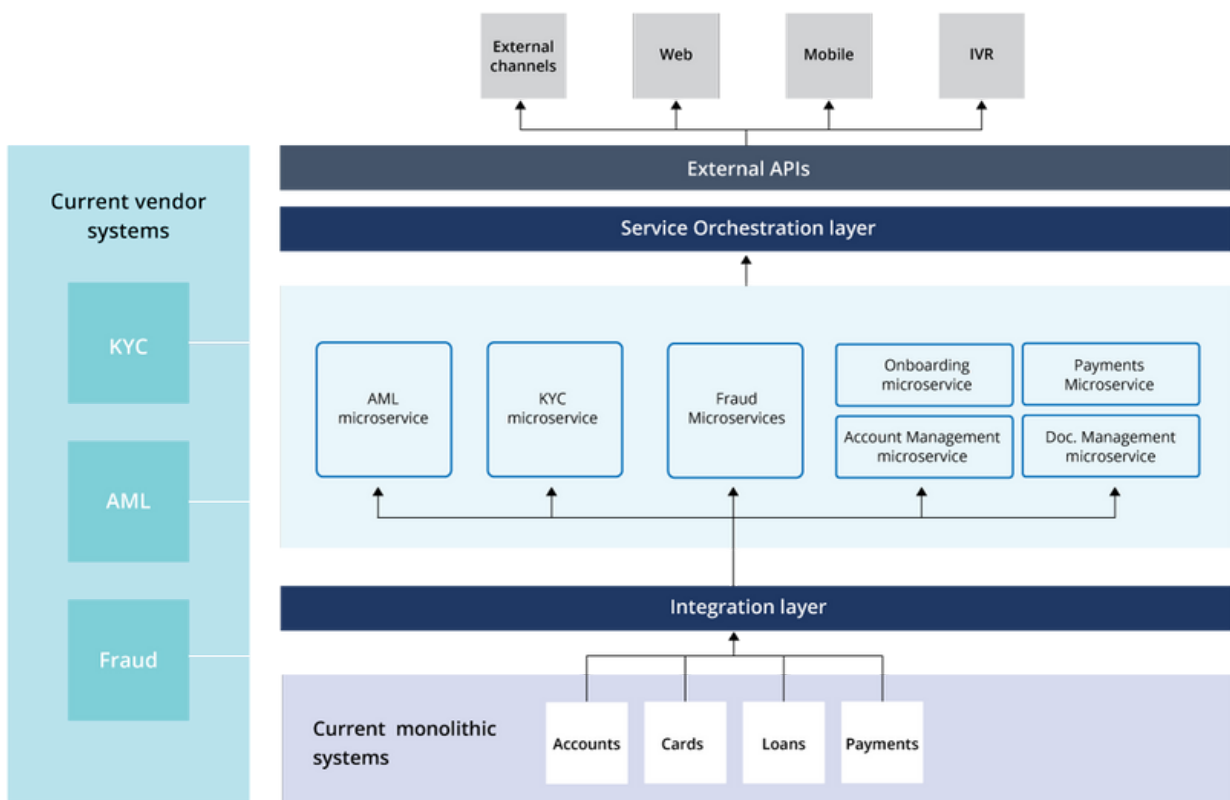 External
channels
Web
Mobile
IVR
External APIs
Current vendor
systems
Service Orchestration layer
KYC
AML
microservice
KYC
microservice
Fraud
Microservices
Onboarding
microservice
Payments
Microservice
Account Management
microservice
Doc. Management
microservice
AML
Integration layer
Fraud
Current monolithic
systems
Accounts
Cards
Loans
Payments